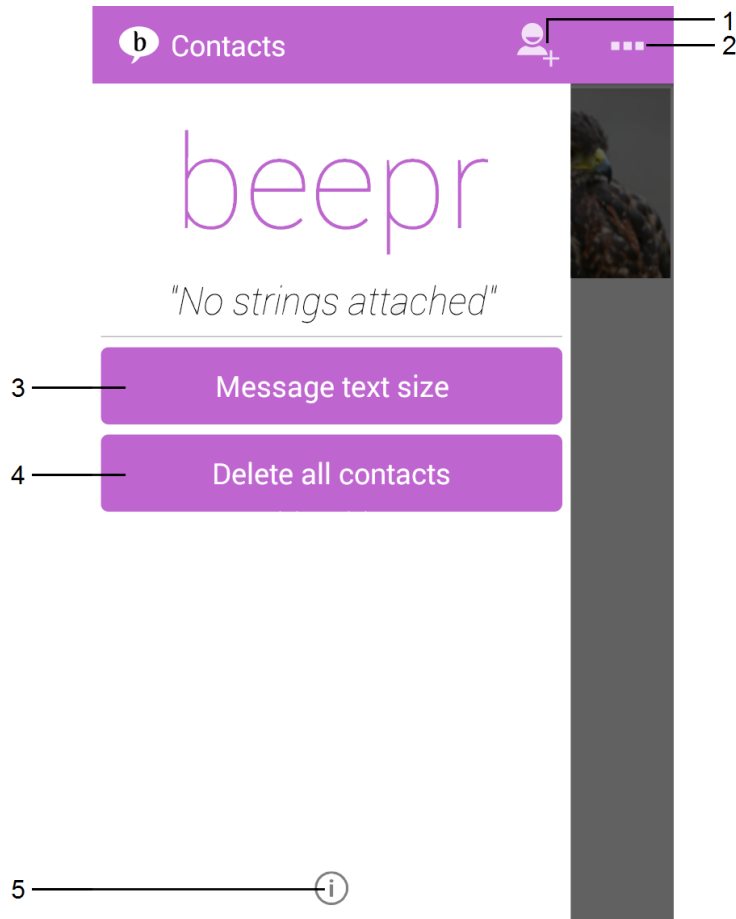 1
b Contacts
2
beepr
"No strings attached"
3 Message text size
4 Delete all contacts
5 i